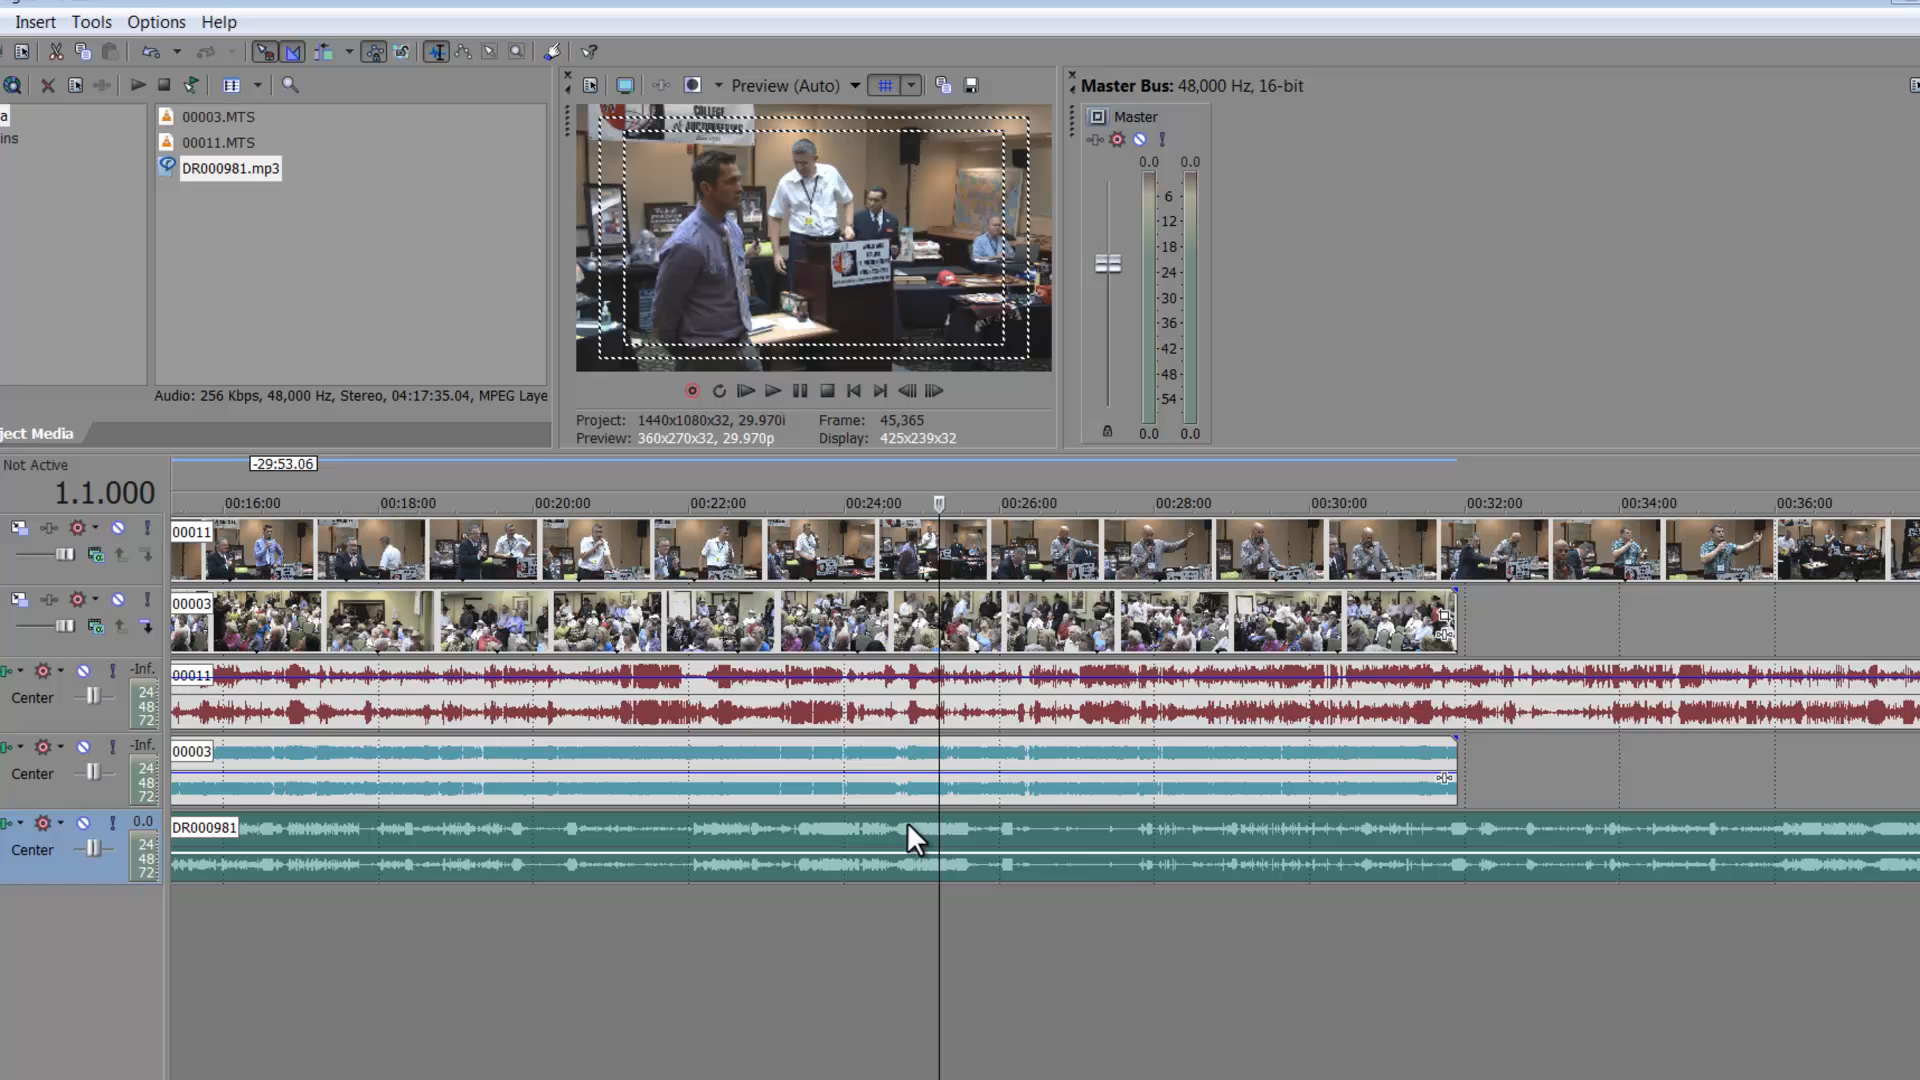 Insert Tools Options Help
Preview (Auto)
Master Bus: 48,000 Hz, 16-bit
a
ins
00003.MTS
00011.MTS
DR000981.mp3
COLLEGE
of AUCTIONEERING
Master
0.0 0.0
6
12
18
24
30
36
42
48
54
0.0 0.0
Audio: 256 Kbps, 48,000 Hz, Stereo, 04:17:35.04, MPEG Laye
ject Media
Project: 1440x1080x32, 29.970i Frame: 45,365
Preview: 360x270x32, 29.970p Display: 425x239x32
Not Active
-29:53.06
1.1.000
00:16:00 00:18:00 00:20:00 00:22:00 00:24:00 00:26:00 00:28:00 00:30:00 00:32:00 00:34:00 00:36:00
00011
00003
-Inf.
00011
Center
24
48
72
-Inf.
00003
Center
24
48
72
0.0
DR000981
Center
24
48
72